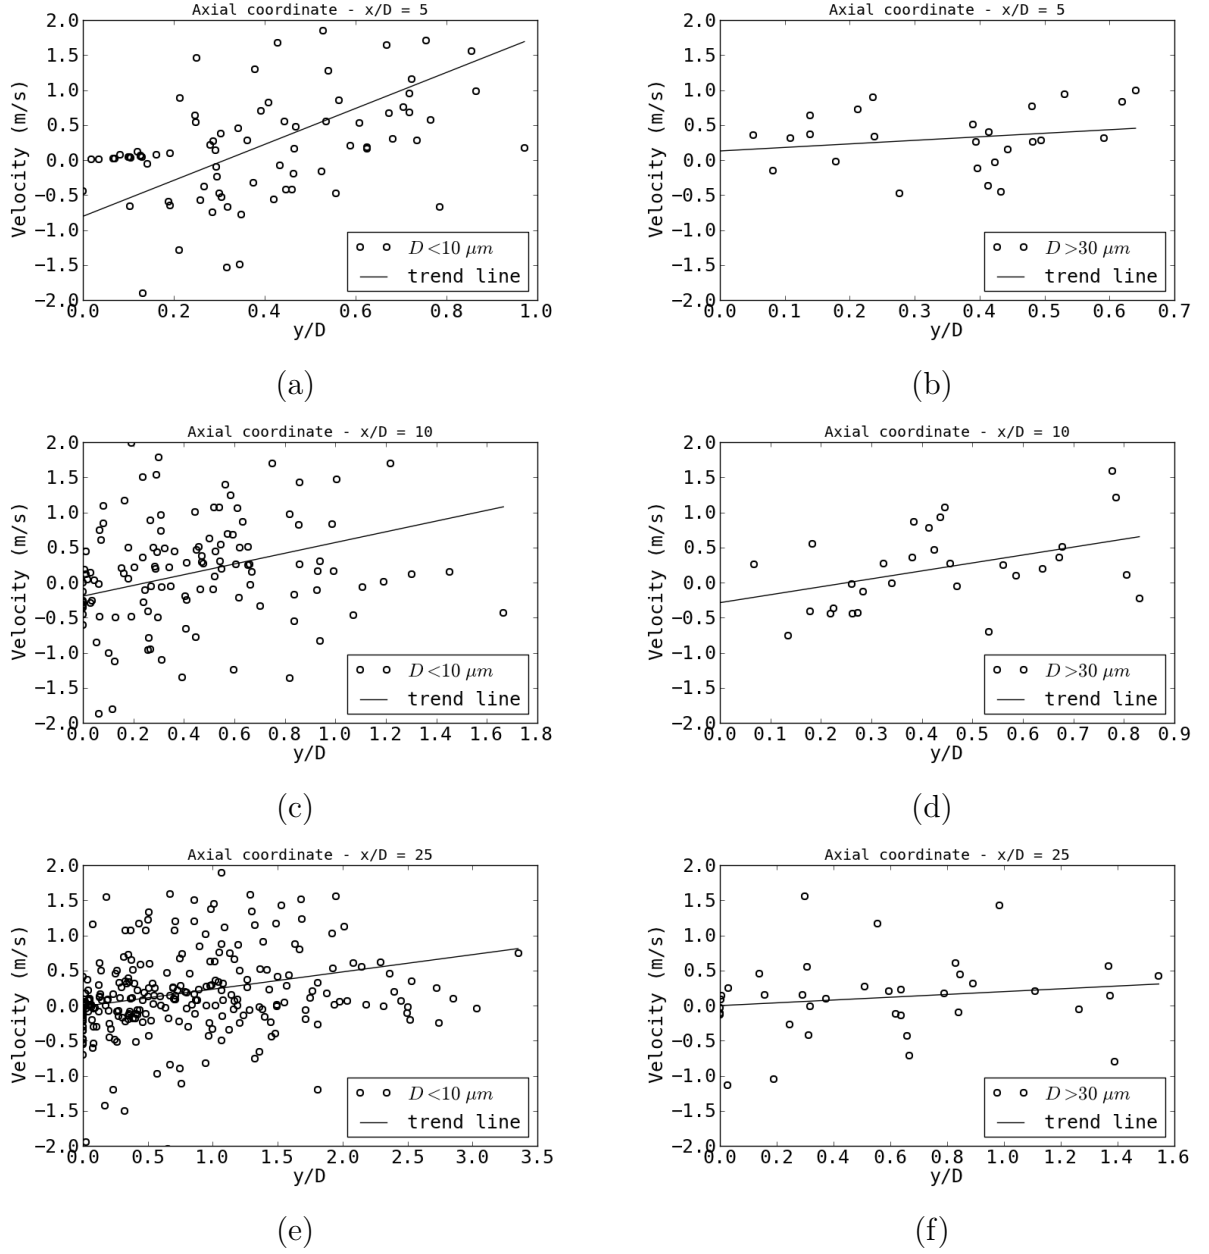 Axial coordinate - x/D = 5
2.0
1.5
1.0
0.5
0.0
−0.5
−1.0
−1.5
−2.0
Velocity (m/s)
D <10 μm
trend line
0.0 0.2 0.4 0.6 0.8 1.0
y/D
(a)
Axial coordinate - x/D = 5
2.0
1.5
1.0
0.5
0.0
−0.5
−1.0
−1.5
−2.0
Velocity (m/s)
D >30 μm
trend line
0.0 0.1 0.2 0.3 0.4 0.5 0.6 0.7
y/D
(b)
Axial coordinate - x/D = 10
2.0
1.5
1.0
0.5
0.0
−0.5
−1.0
−1.5
−2.0
Velocity (m/s)
D <10 μm
trend line
0.0 0.2 0.4 0.6 0.8 1.0 1.2 1.4 1.6 1.8
y/D
(c)
Axial coordinate - x/D = 10
2.0
1.5
1.0
0.5
0.0
−0.5
−1.0
−1.5
−2.0
Velocity (m/s)
D >30 μm
trend line
0.0 0.1 0.2 0.3 0.4 0.5 0.6 0.7 0.8 0.9
y/D
(d)
Axial coordinate - x/D = 25
2.0
1.5
1.0
0.5
0.0
−0.5
−1.0
−1.5
−2.0
Velocity (m/s)
D <10 μm
trend line
0.0 0.5 1.0 1.5 2.0 2.5 3.0 3.5
y/D
(e)
Axial coordinate - x/D = 25
2.0
1.5
1.0
0.5
0.0
−0.5
−1.0
−1.5
−2.0
Velocity (m/s)
D >30 μm
trend line
0.0 0.2 0.4 0.6 0.8 1.0 1.2 1.4 1.6
y/D
(f)